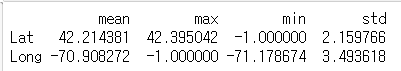 mean max min std
Lat 42.214381 42.395042 -1.000000 2.159766
Long -70.908272 -1.000000 -71.178674 3.493618